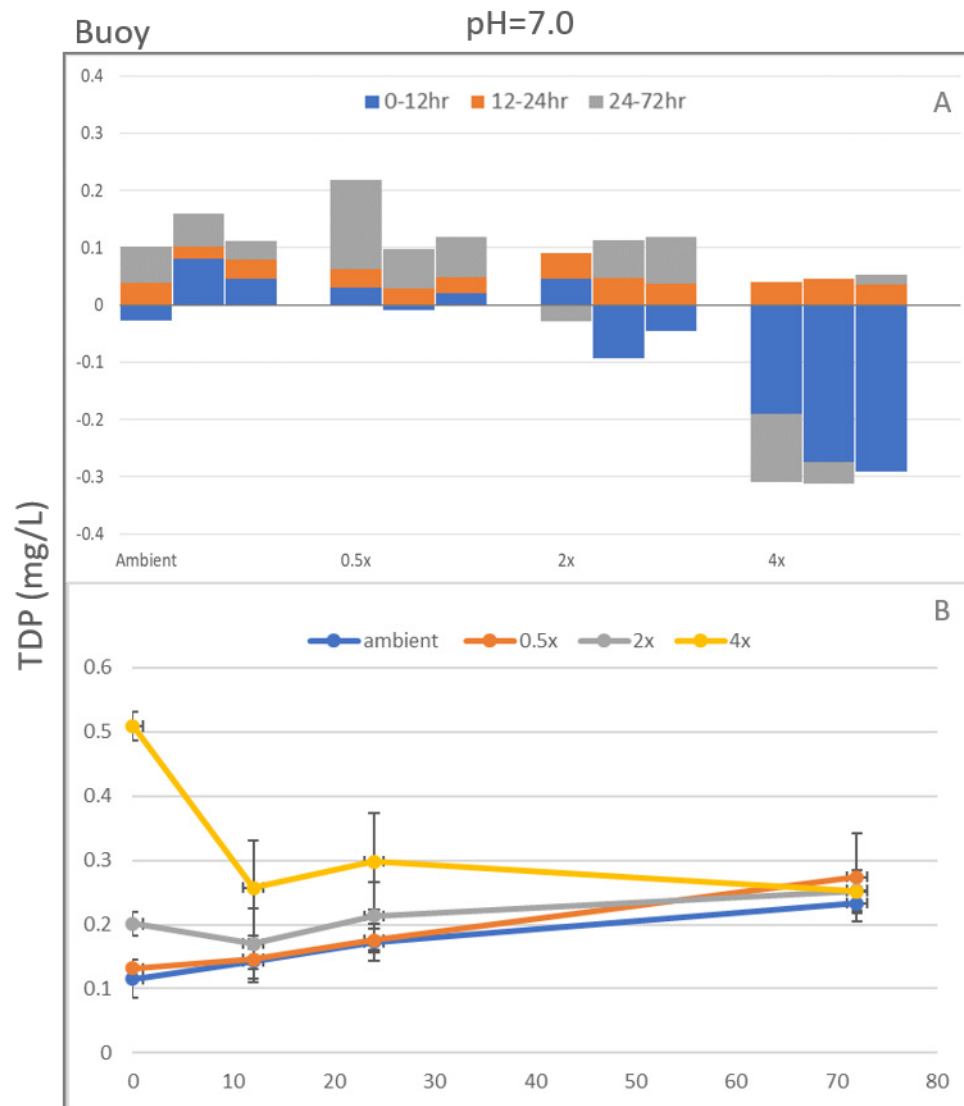 Buoy
pH=7.0
0.4
0-12hr 12-24hr 24-72hr
A
0.3
0.2
0.1
0
-0.1
-0.2
-0.3
-0.4
Ambient 0.5x 2x 4x
TDP (mg/L)
B
ambient 0.5x 2x 4x
0.6
0.5
0.4
0.3
0.2
0.1
0
0 10 20 30 40 50 60 70 80